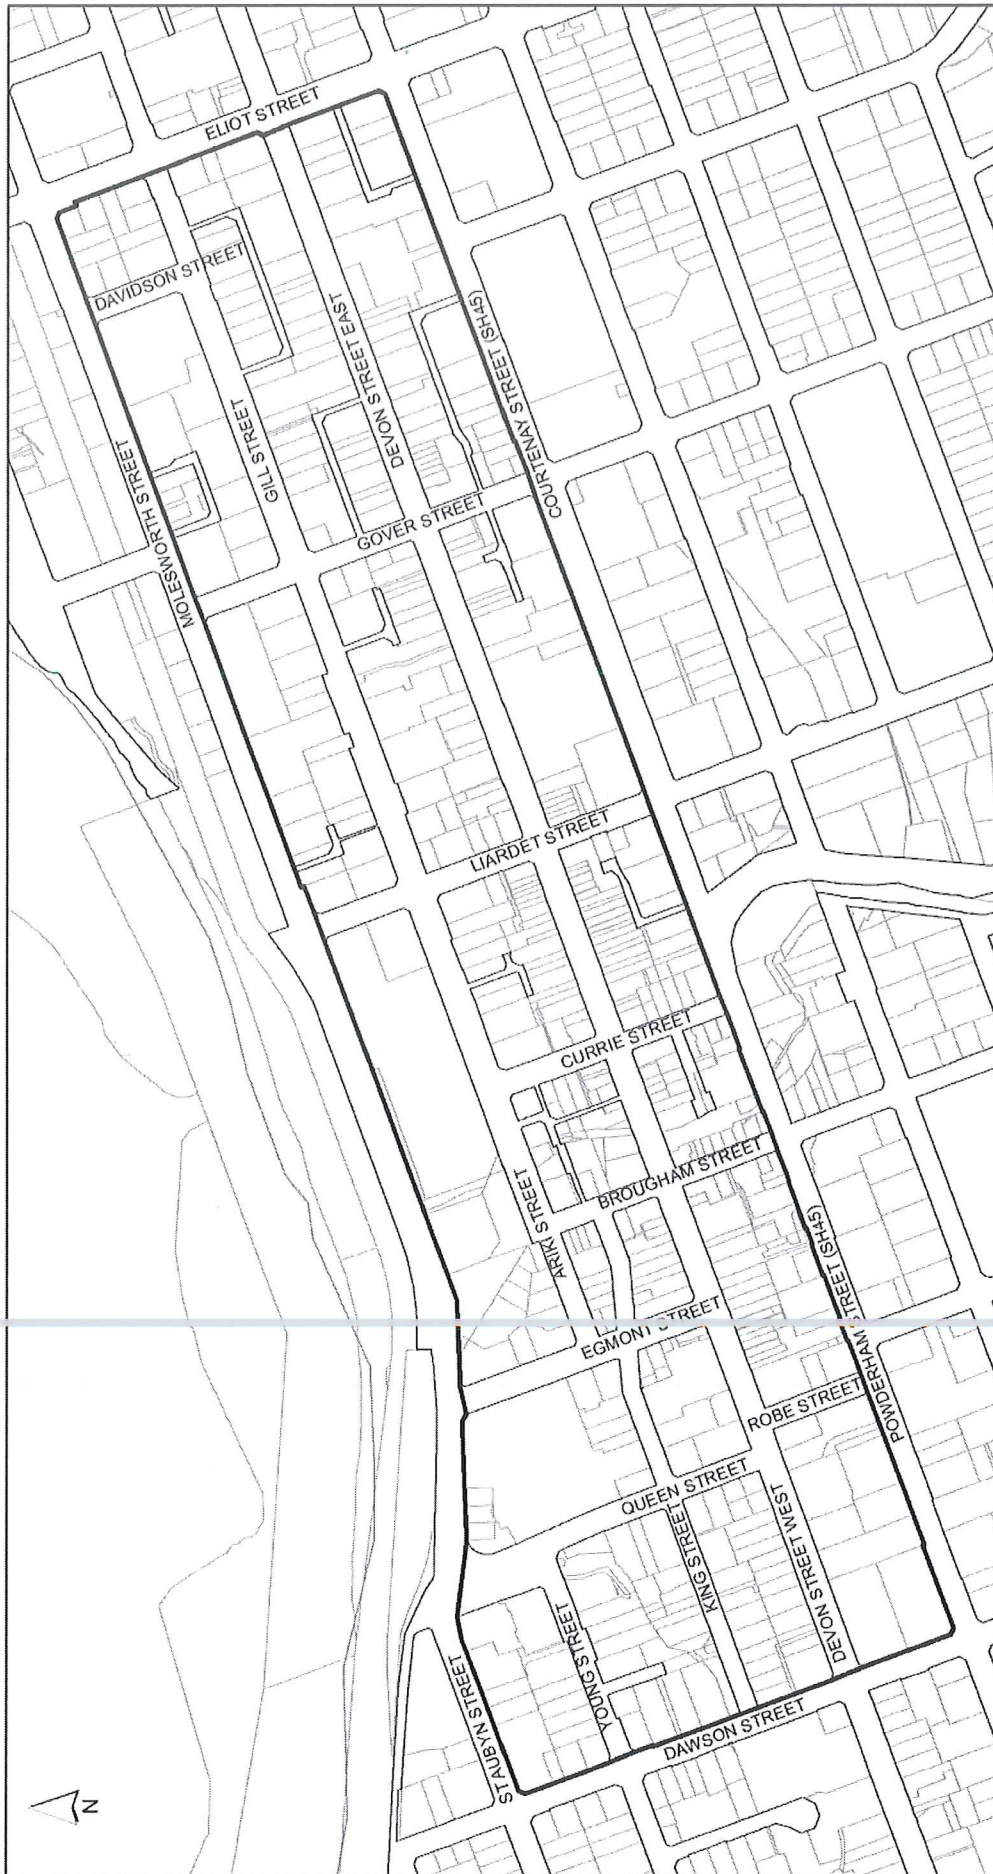 ELIOT STREET
DAVIDSON STREET
DEVON STREET EAST
COURTENAY STREET (SH45)
GILL STREET
MOLESWORTH STREET
GOVER STREET
LIARDET STREET
CURRIE STREET
BROUGHAM STREET
ARIKI STREET
POWDERHAM STREET (SH45)
EGMONT STREET
ROBE STREET
QUEEN STREET
KING STREET
DEVON STREET WEST
YOUNG STREET
ST AUBYN STREET
DAWSON STREET
N